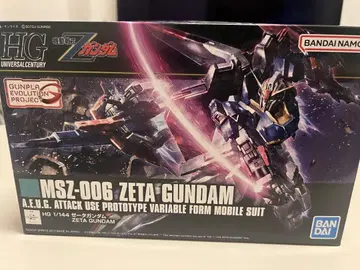 HG
UNIVERSAL CENTURY
機動戦士
Ζガンダム
BANDAI NAMCO
GUNPLA
EVOLUTION
PROJECT
MSZ-006 ZETA GUNDAM
A.E.U.G. ATTACK USE PROTOTYPE VARIABLE FORM MOBILE SUIT
HG 1/144 ゼータガンダム
ZETA GUNDAM
BAN
DAI